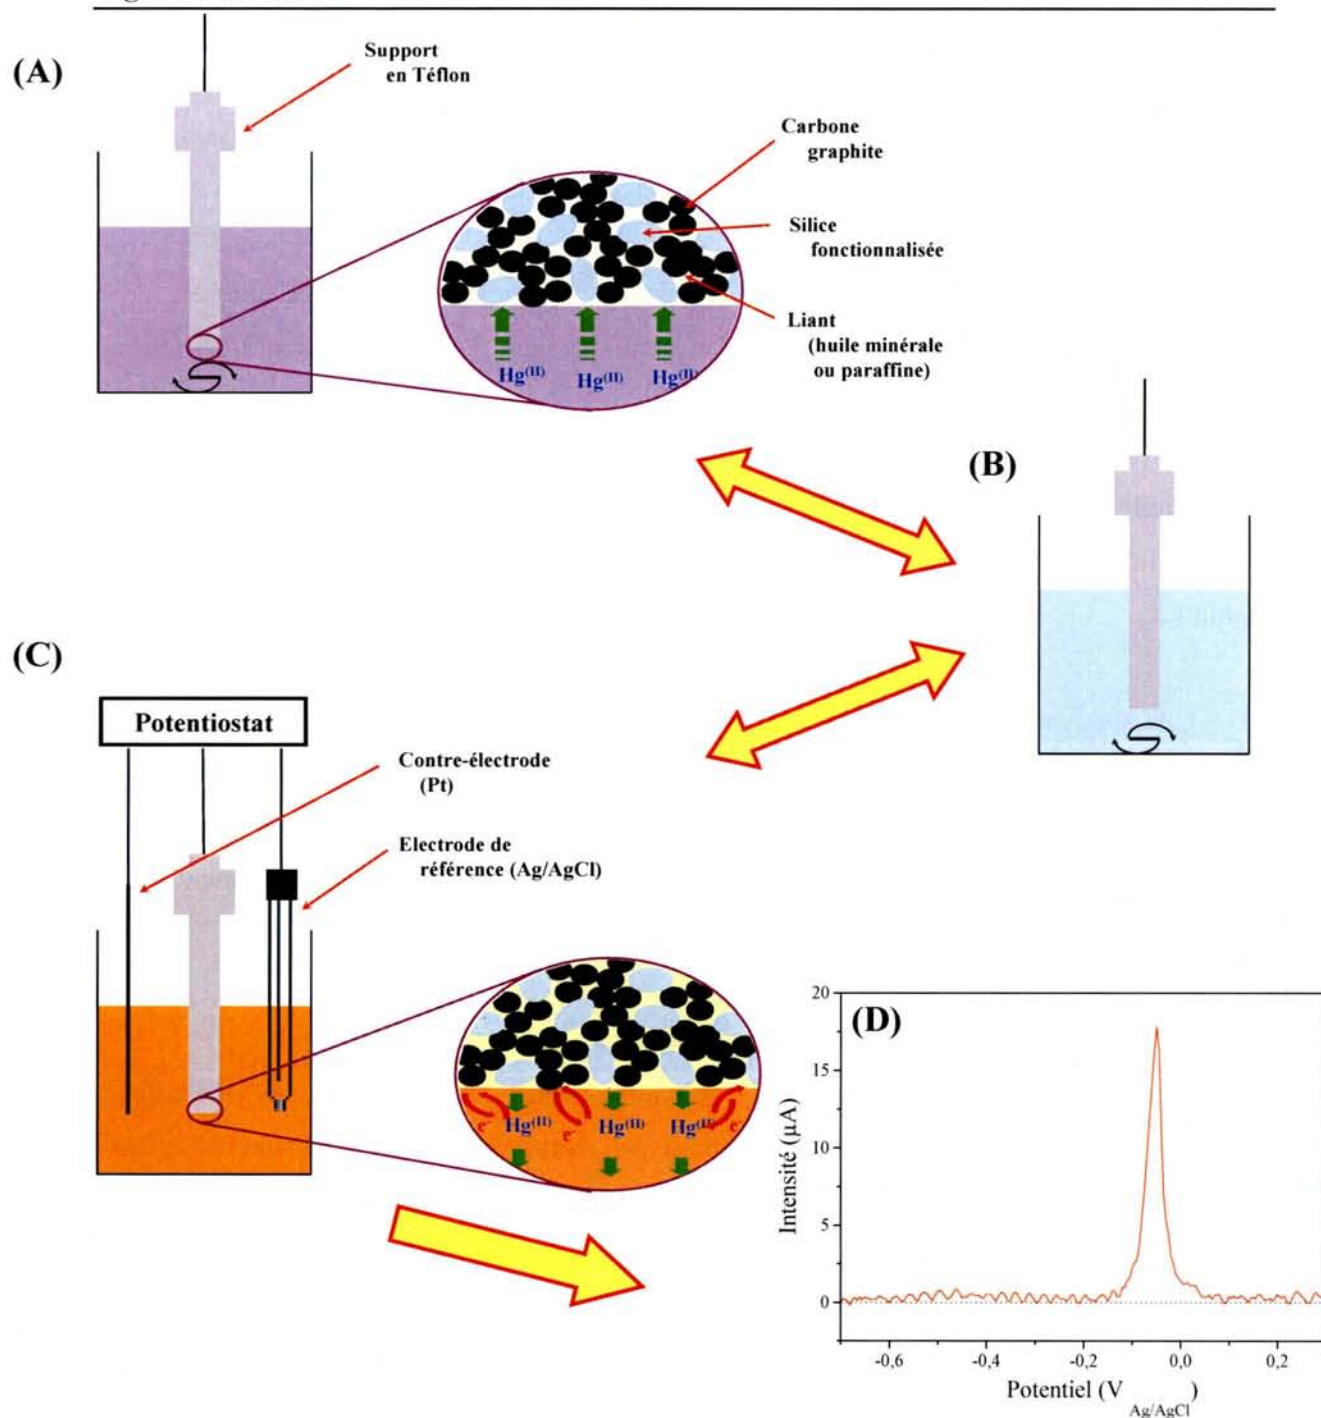 (A)
Support
en Téflon
Carbone
graphite
Silice
fonctionnalisée
Liant
(huile minérale
ou paraffine)
Hg(II) Hg(II) Hg(II)
(B)
(C)
Potentiostat
Contre-électrode
(Pt)
Electrode de
référence (Ag/AgCl)
e- Hg(II) e- Hg(II) Hg(II) e-
(D)
Intensité (µA)
20
15
10
5
0
-0,6 -0,4 -0,2 0,0 0,2
Potentiel (V Ag/AgCl)